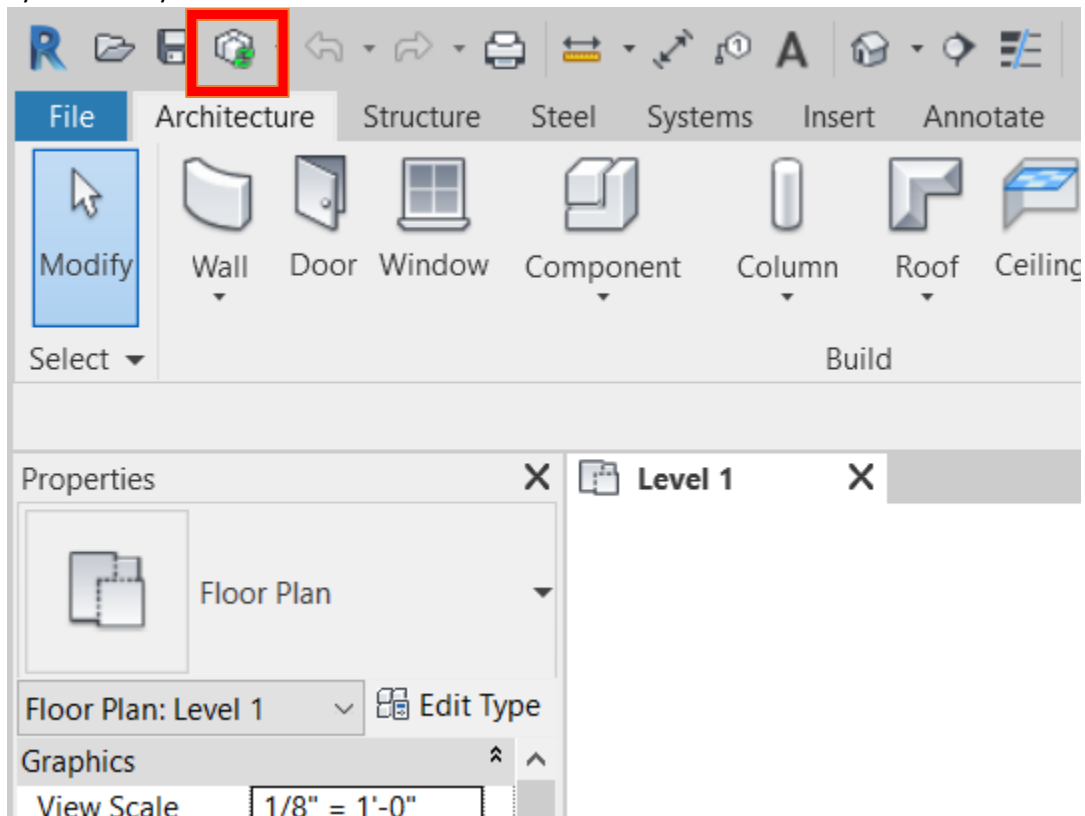 File Architecture Structure Steel Systems Insert Annotate
Modify Wall Door Window Component Column Roof Ceiling
Select Build
Properties Level 1
Floor Plan
Floor Plan: Level 1 Edit Type
Graphics
View Scale 1/8" = 1'-0"